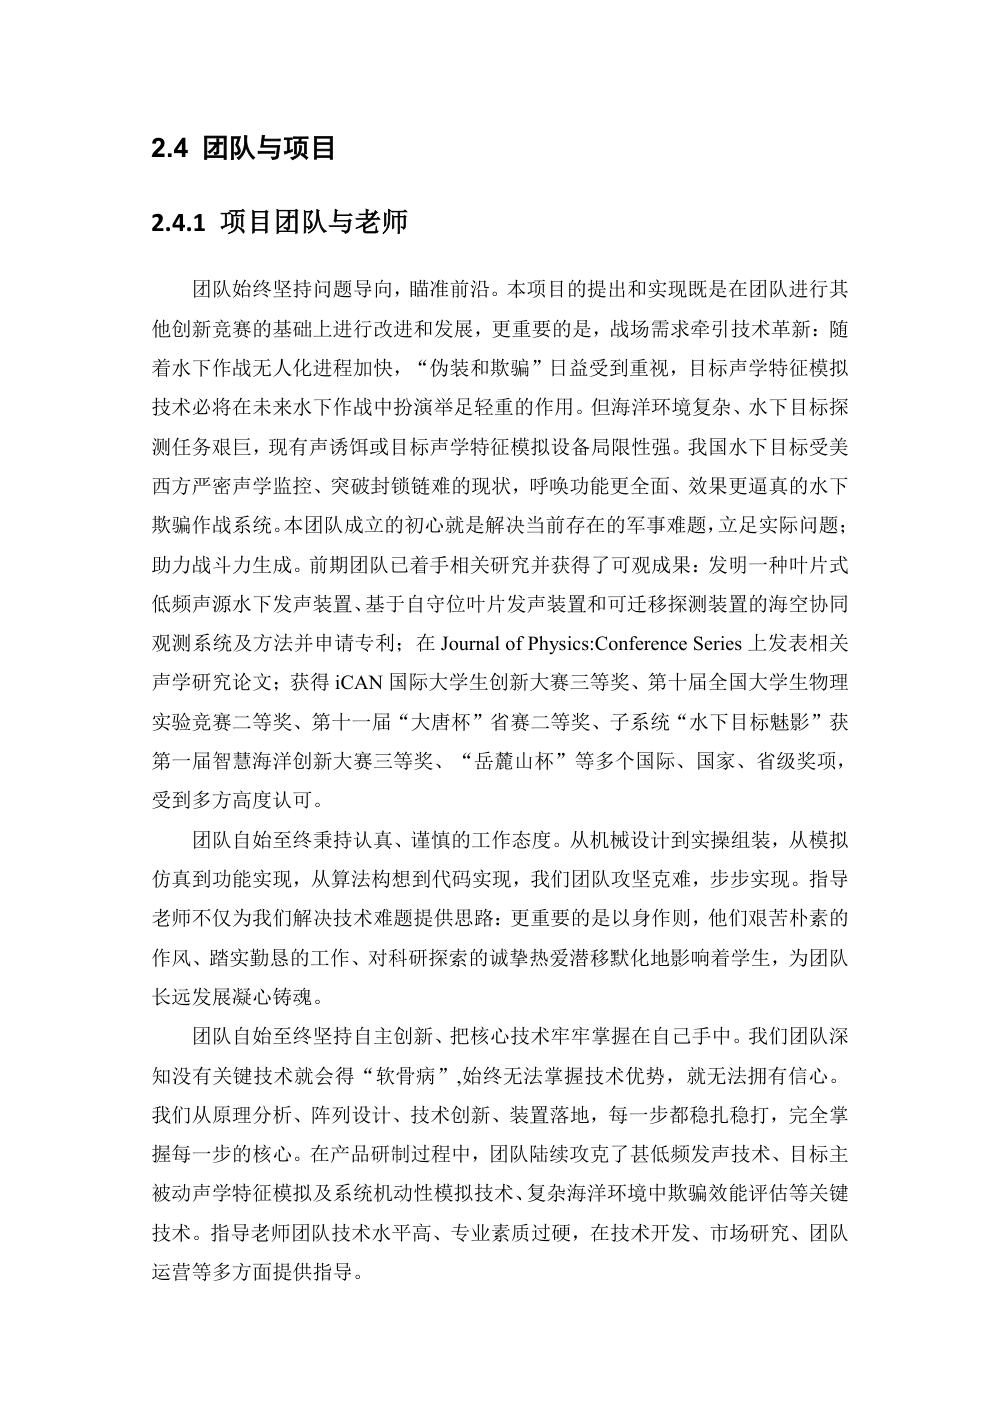 2.4 团队与项目
2.4.1 项目团队与老师
团队始终坚持问题导向，瞄准前沿。本项目的提出和实现既是在团队进行其
他创新竞赛的基础上进行改进和发展，更重要的是，战场需求牵引技术革新：随
着水下作战无人化进程加快，“伪装和欺骗”日益受到重视，目标声学特征模拟
技术必将在未来水下作战中扮演举足轻重的作用。但海洋环境复杂、水下目标探
测任务艰巨，现有声诱饵或目标声学特征模拟设备局限性强。我国水下目标受美
西方严密声学监控、突破封锁链难的现状，呼唤功能更全面、效果更逼真的水下
欺骗作战系统。本团队成立的初心就是解决当前存在的军事难题，立足实际问题；
助力战斗力生成。前期团队已着手相关研究并获得了可观成果：发明一种叶片式
低频声源水下发声装置、基于自守位叶片发声装置和可迁移探测装置的海空协同
观测系统及方法并申请专利；在 Journal of Physics:Conference Series 上发表相关
声学研究论文；获得 iCAN 国际大学生创新大赛三等奖、第十届全国大学生物理
实验竞赛二等奖、第十一届“大唐杯”省赛二等奖、子系统“水下目标魅影”获
第一届智慧海洋创新大赛三等奖、“岳麓山杯”等多个国际、国家、省级奖项，
受到多方高度认可。
团队自始至终秉持认真、谨慎的工作态度。从机械设计到实操组装，从模拟
仿真到功能实现，从算法构想到代码实现，我们团队攻坚克难，步步实现。指导
老师不仅为我们解决技术难题提供思路：更重要的是以身作则，他们艰苦朴素的
作风、踏实勤恳的工作、对科研探索的诚挚热爱潜移默化地影响着学生，为团队
长远发展凝心铸魂。
团队自始至终坚持自主创新、把核心技术牢牢掌握在自己手中。我们团队深
知没有关键技术就会得“软骨病”,始终无法掌握技术优势，就无法拥有信心。
我们从原理分析、阵列设计、技术创新、装置落地，每一步都稳扎稳打，完全掌
握每一步的核心。在产品研制过程中，团队陆续攻克了甚低频发声技术、目标主
被动声学特征模拟及系统机动性模拟技术、复杂海洋环境中欺骗效能评估等关键
技术。指导老师团队技术水平高、专业素质过硬，在技术开发、市场研究、团队
运营等多方面提供指导。